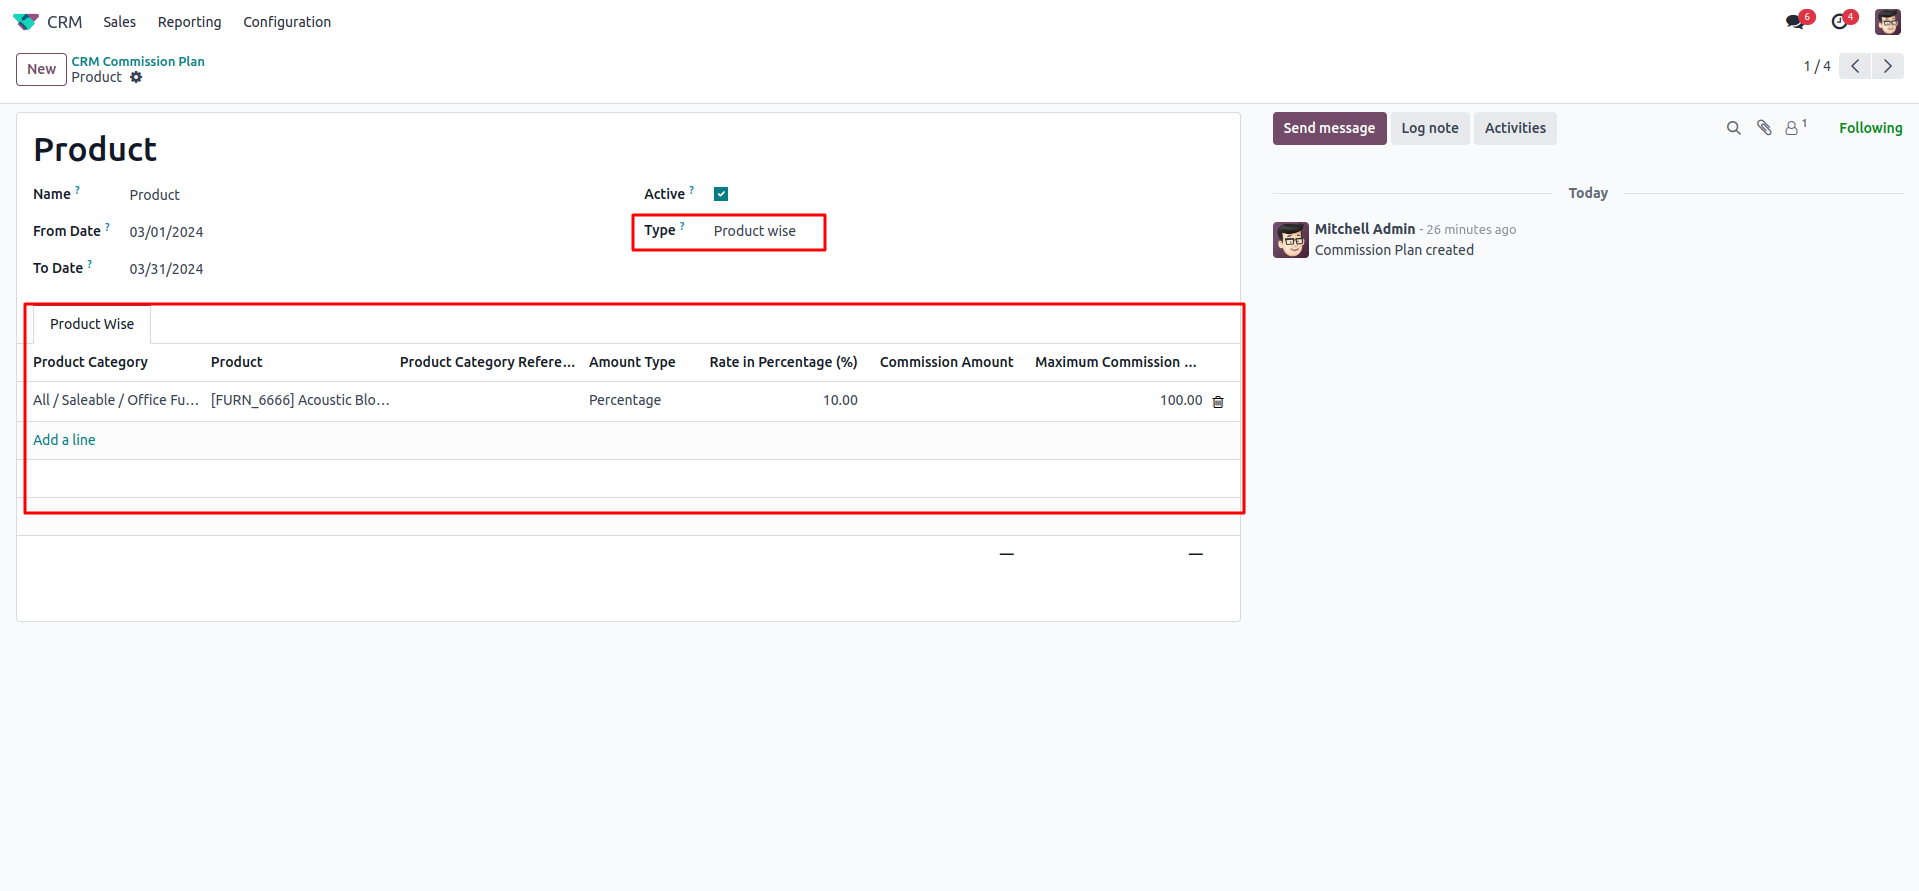 CRM Sales Reporting Configuration 6 4
New CRM Commission Plan
Product
1 / 4
Product
Send message Log note Activities 1 Following
Name ? Product
Active ?
From Date ? 03/01/2024
Type ? Product wise
To Date ? 03/31/2024
Today
Mitchell Admin - 26 minutes ago
Commission Plan created
Product Wise
Product Category Product Product Category Refere... Amount Type Rate in Percentage (%) Commission Amount Maximum Commission ...
All / Saleable / Office Fu... [FURN_6666] Acoustic Blo... Percentage 10.00 100.00
Add a line
— —